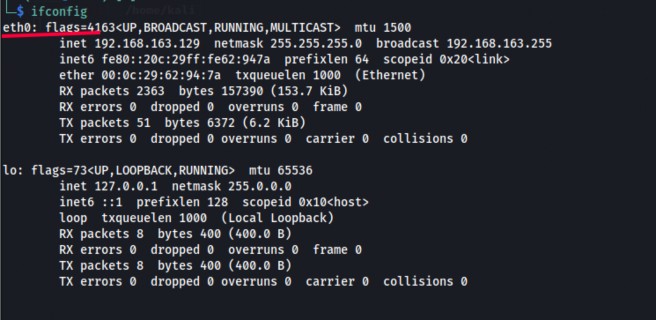 $ ifconfig
eth0: flags=4163<UP,BROADCAST,RUNNING,MULTICAST> mtu 1500
inet 192.168.163.129 netmask 255.255.255.0 broadcast 192.168.163.255
inet6 fe80::20c:29ff:fe62:947a prefixlen 64 scopeid 0x20<link>
ether 00:0c:29:62:94:7a txqueuelen 1000 (Ethernet)
RX packets 2363 bytes 157390 (153.7 KiB)
RX errors 0 dropped 0 overruns 0 frame 0
TX packets 51 bytes 6372 (6.2 KiB)
TX errors 0 dropped 0 overruns 0 carrier 0 collisions 0
lo: flags=73<UP,LOOPBACK,RUNNING> mtu 65536
inet 127.0.0.1 netmask 255.0.0.0
inet6 ::1 prefixlen 128 scopeid 0x10<host>
loop txqueuelen 1000 (Local Loopback)
RX packets 8 bytes 400 (400.0 B)
RX errors 0 dropped 0 overruns 0 frame 0
TX packets 8 bytes 400 (400.0 B)
TX errors 0 dropped 0 overruns 0 carrier 0 collisions 0